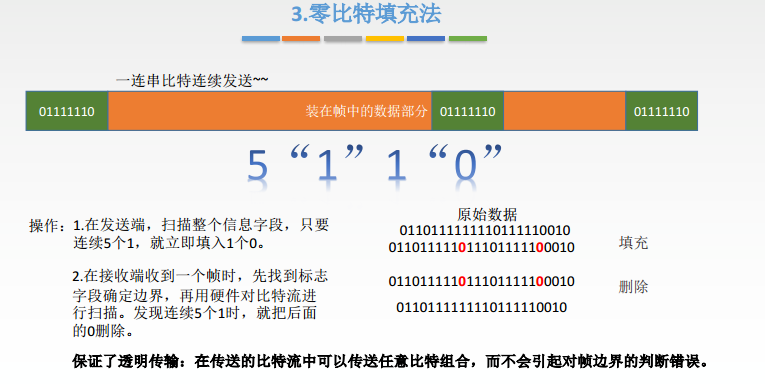 3.零比特填充法
一连串比特连续发送~~
01111110 装在帧中的数据部分 01111110 01111110
5“1”1“0”
操作：1.在发送端，扫描整个信息字段，只要
连续5个1，就立即填入1个0。
2.在接收端收到一个帧时，先找到标志
字段确定边界，再用硬件对比特流进
行扫描。发现连续5个1时，就把后面
的0删除。
原始数据
0110111111110111110010
011011111011101111100010 填充
011011111011101111100010 删除
0110111111110111110010
保证了透明传输：在传送的比特流中可以传送任意比特组合，而不会引起对帧边界的判断错误。